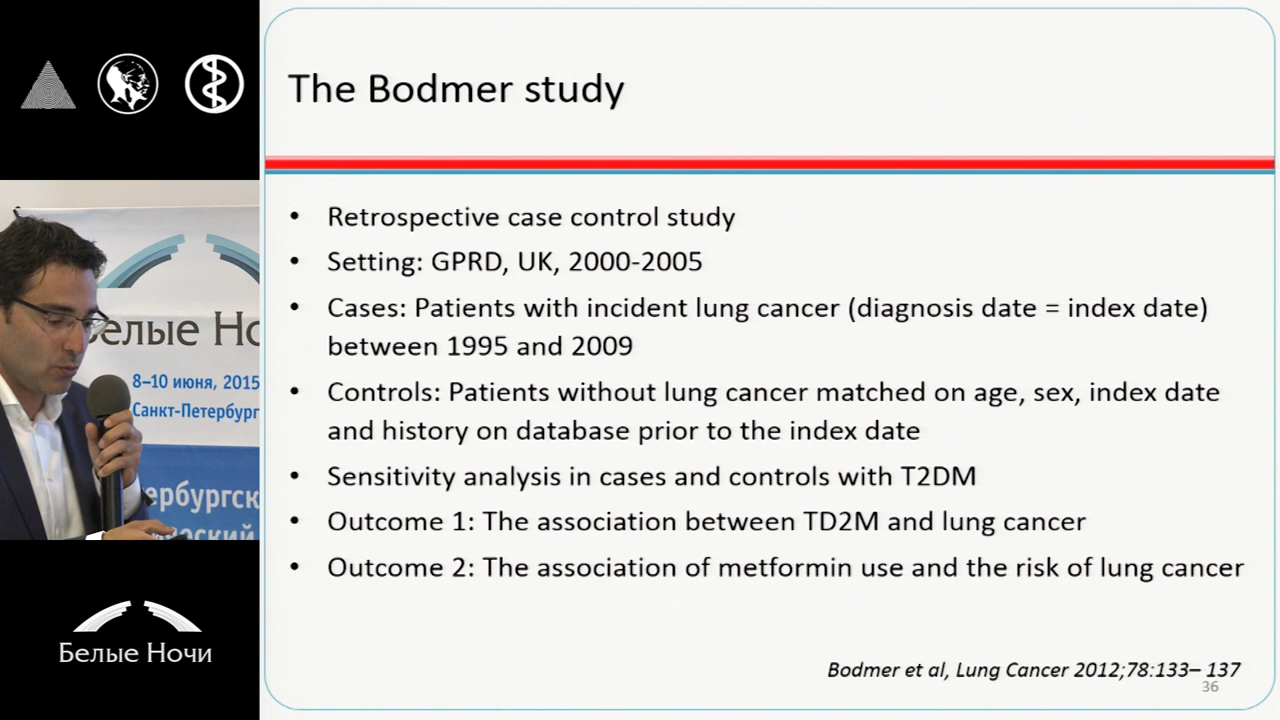 The Bodmer study
• Retrospective case control study
• Setting: GPRD, UK, 2000-2005
• Cases: Patients with incident lung cancer (diagnosis date = index date)
between 1995 and 2009
• Controls: Patients without lung cancer matched on age, sex, index date
and history on database prior to the index date
• Sensitivity analysis in cases and controls with T2DM
• Outcome 1: The association between TD2M and lung cancer
• Outcome 2: The association of metformin use and the risk of lung cancer
Bodmer et al, Lung Cancer 2012;78:133– 137
36
елые Но
8–10 июня, 2015
Санкт-Петербург
ербургск
еский
Белые Ночи